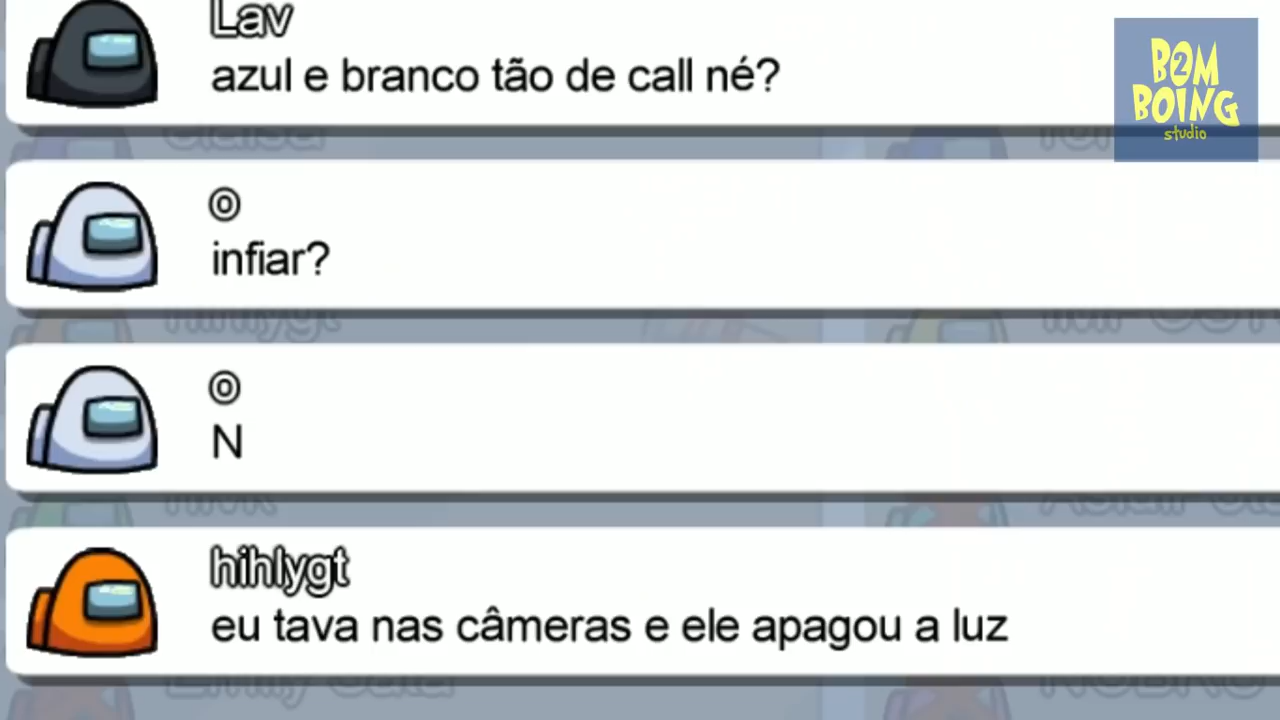 Lav
azul e branco tão de call né?
B2M
BOING
studio
o
infiar?
o
N
hihlygt
eu tava nas câmeras e ele apagou a luz